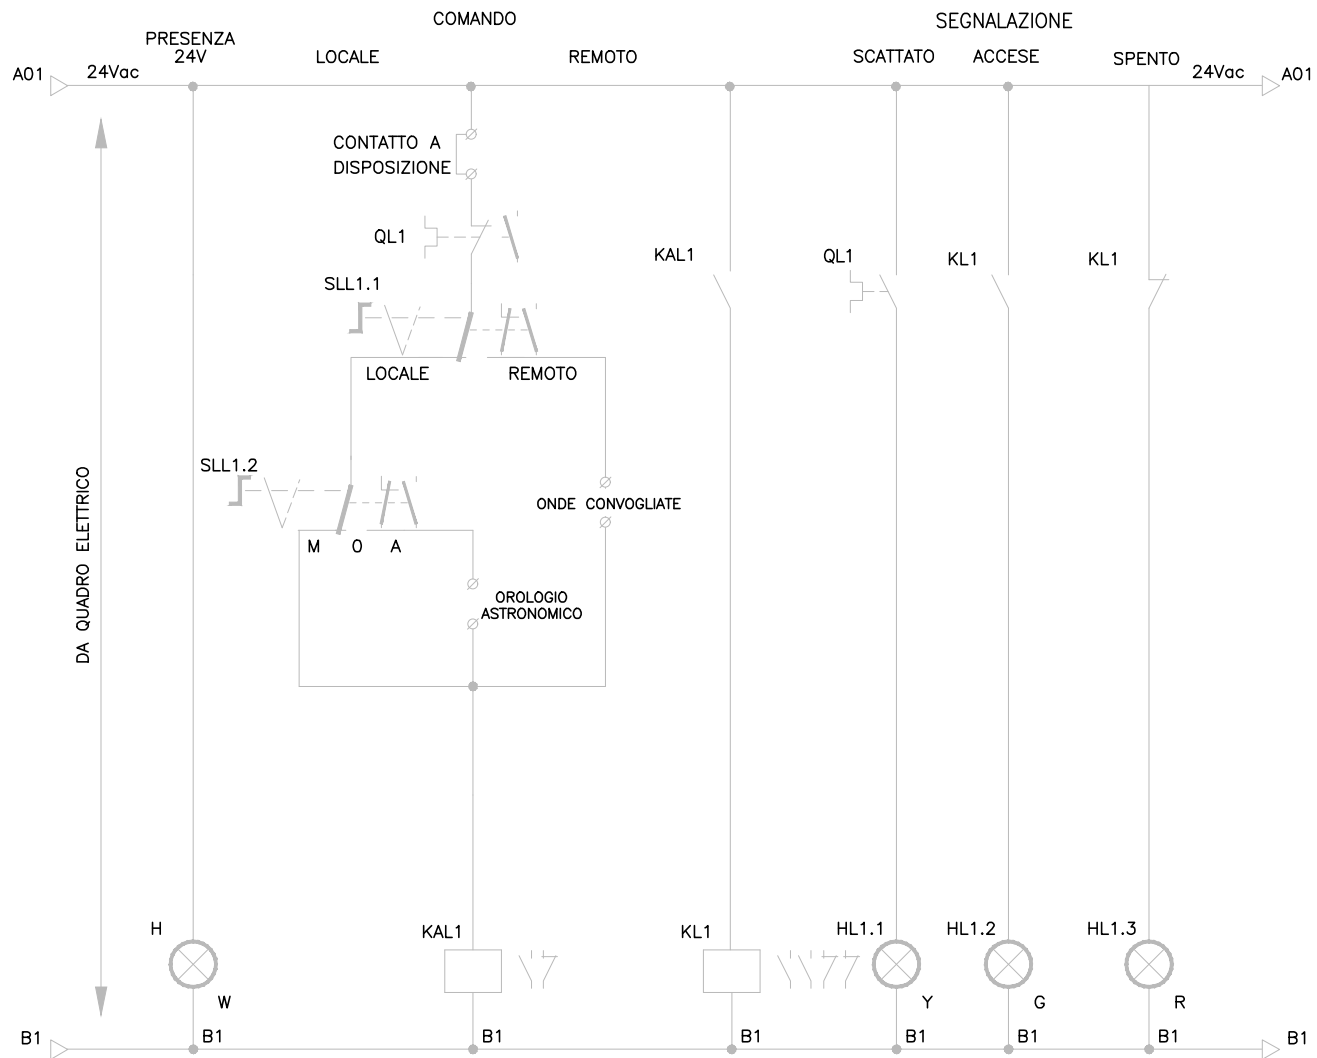 COMANDO
SEGNALAZIONE
PRESENZA
24V
LOCALE
REMOTO
SCATTATO
ACCESE
SPENTO
A01
24Vac
24Vac
A01
CONTATTO A
DISPOSIZIONE
QL1
KAL1
QL1
KL1
KL1
SLL1.1
LOCALE
REMOTO
SLL1.2
ONDE CONVOGLIATE
M O A
OROLOGIO
ASTRONOMICO
DA QUADRO ELETTRICO
H
KAL1
KL1
HL1.1
HL1.2
HL1.3
W
Y
G
R
B1
B1
B1
B1
B1
B1
B1
B1